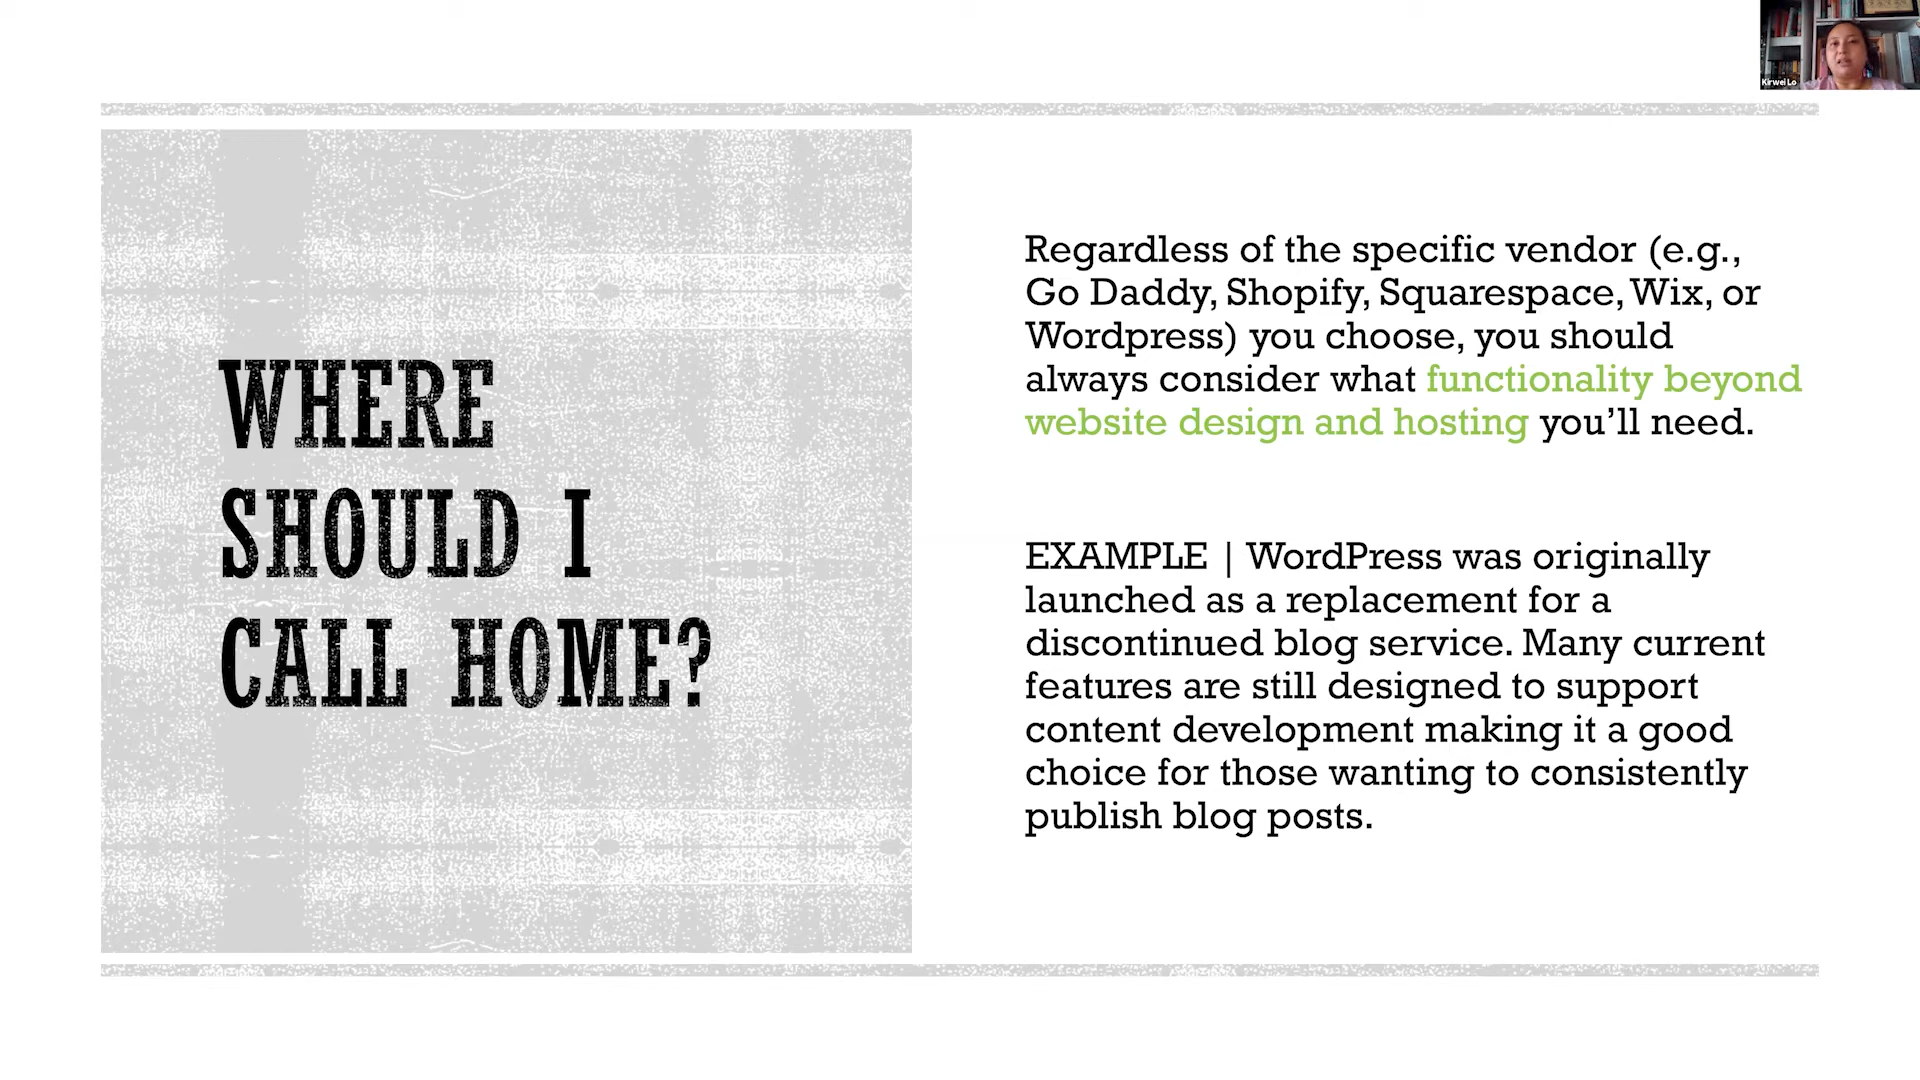 Kirwei Lo
WHERE
SHOULD I
CALL HOME?
Regardless of the specific vendor (e.g.,
Go Daddy, Shopify, Squarespace, Wix, or
Wordpress) you choose, you should
always consider what functionality beyond
website design and hosting you’ll need.
EXAMPLE | WordPress was originally
launched as a replacement for a
discontinued blog service. Many current
features are still designed to support
content development making it a good
choice for those wanting to consistently
publish blog posts.